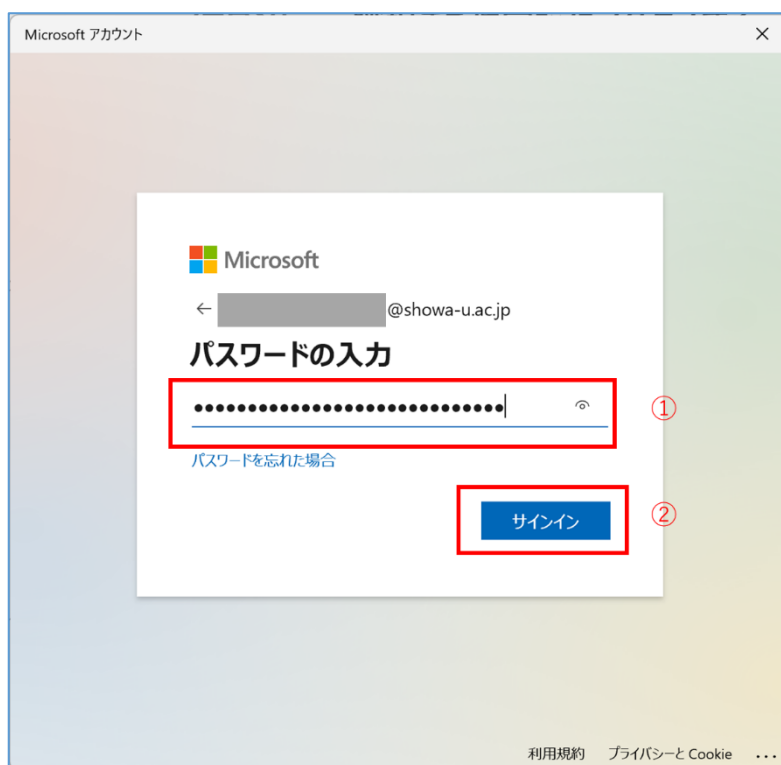 Microsoft アカウント
Microsoft
@showa-u.ac.jp
パスワードの入力
①
パスワードを忘れた場合
サインイン
②
利用規約 プライバシーと Cookie ...